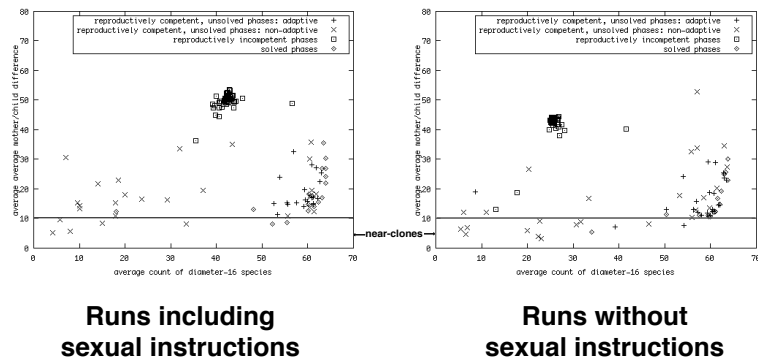 80
70
60
50
40
30
20
10
0
average average mother/child difference
reproductively competent, unsolved phases: adaptive
reproductively competent, unsolved phases: non-adaptive
reproductively incompetent phases
solved phases
0 10 20 30 40 50 60 70
average count of diameter-16 species
near-clones
80
70
60
50
40
30
20
10
0
average average mother/child difference
reproductively competent, unsolved phases: adaptive
reproductively competent, unsolved phases: non-adaptive
reproductively incompetent phases
solved phases
0 10 20 30 40 50 60 70
average count of diameter-16 species
Runs including
sexual instructions
Runs without
sexual instructions